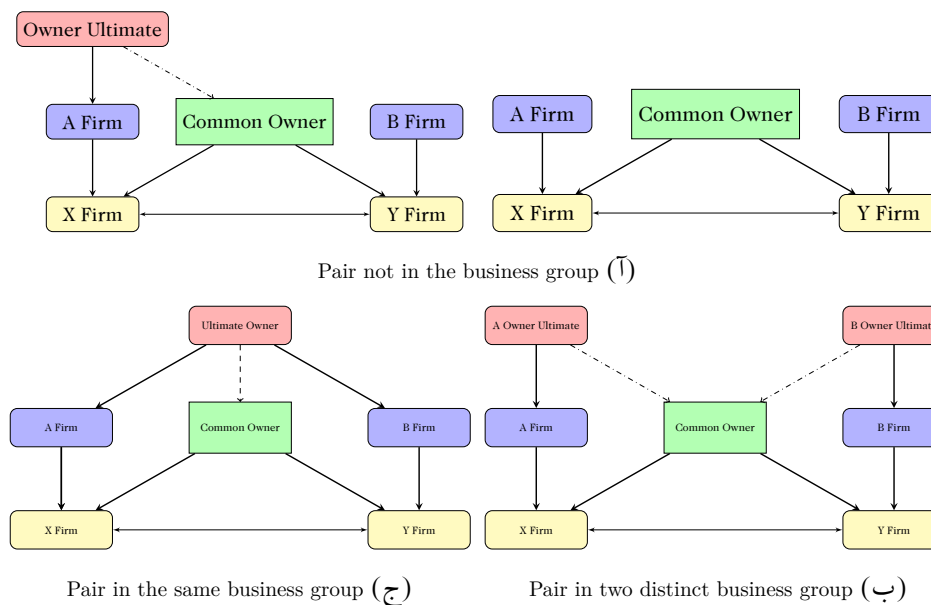 Owner Ultimate
A Firm
Common Owner
B Firm
X Firm
Y Firm
A Firm
Common Owner
B Firm
X Firm
Y Firm
Pair not in the business group (آ)
Ultimate Owner
A Firm
Common Owner
B Firm
X Firm
Y Firm
Pair in the same business group (ج)
A Owner Ultimate
B Owner Ultimate
A Firm
Common Owner
B Firm
X Firm
Y Firm
Pair in two distinct business group (ب)